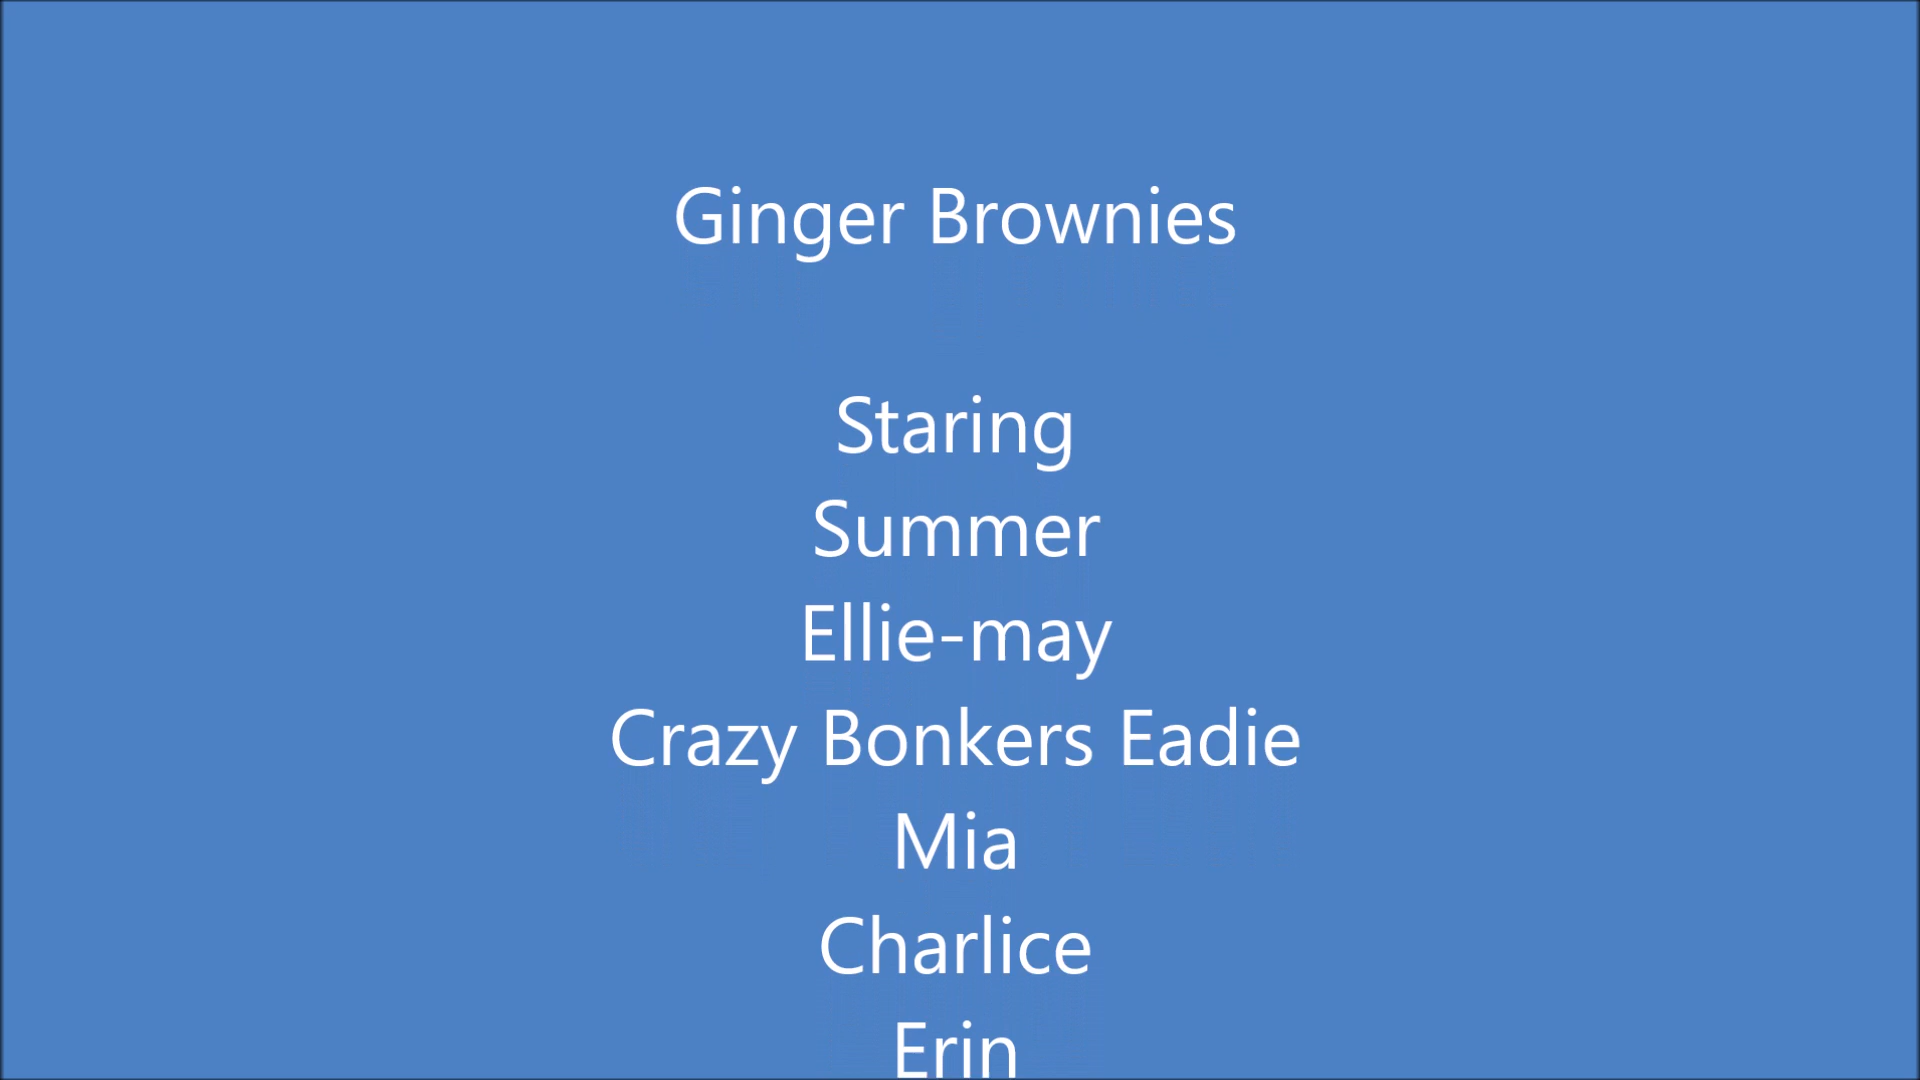 Ginger Brownies
Staring
Summer
Ellie-may
Crazy Bonkers Eadie
Mia
Charlice
Erin